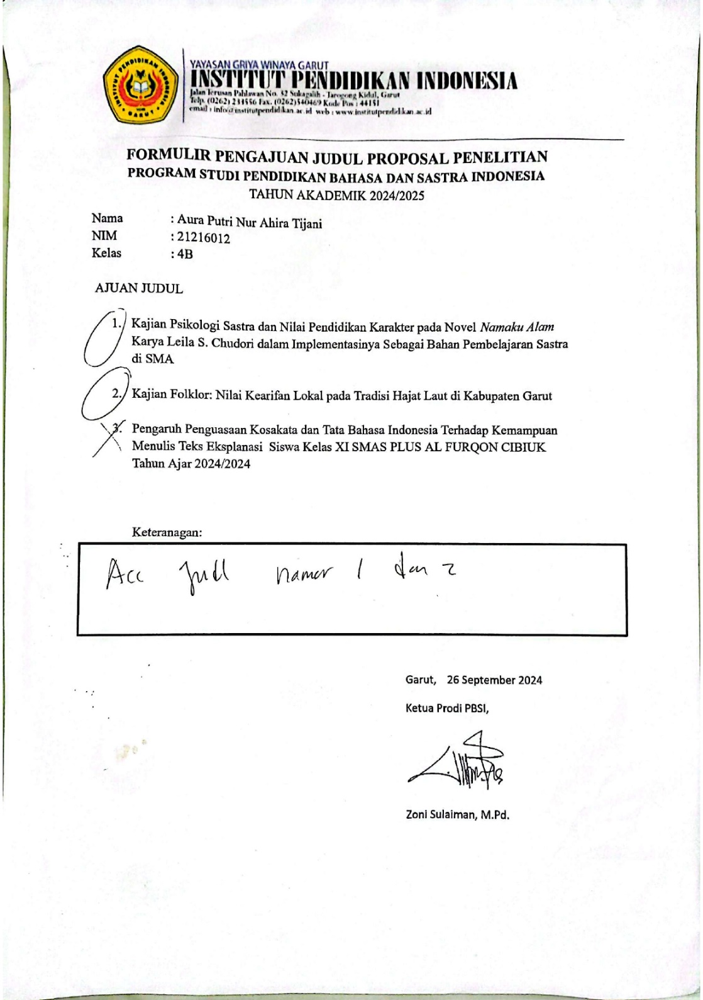 INSTITUT PENDIDIKAN INDONESIA
GARUT
YAYASAN GRIYA WINAYA GARUT
INSTITUT PENDIDIKAN INDONESIA
Jalan Terusan Pahlawan No. 32 Sukagalih - Tarogong Kidul, Garut
Telp. (0262) 233556 Fax. (0262)540469 Kode Pos : 44151
email : info@institutpendidikan.ac.id web : www.institutpendidikan.ac.id
FORMULIR PENGAJUAN JUDUL PROPOSAL PENELITIAN
PROGRAM STUDI PENDIDIKAN BAHASA DAN SASTRA INDONESIA
TAHUN AKADEMIK 2024/2025
Nama : Aura Putri Nur Ahira Tijani
NIM : 21216012
Kelas : 4B
AJUAN JUDUL
1. Kajian Psikologi Sastra dan Nilai Pendidikan Karakter pada Novel Namaku Alam
Karya Leila S. Chudori dalam Implementasinya Sebagai Bahan Pembelajaran Sastra
di SMA
2. Kajian Folklor: Nilai Kearifan Lokal pada Tradisi Hajat Laut di Kabupaten Garut
3. Pengaruh Penguasaan Kosakata dan Tata Bahasa Indonesia Terhadap Kemampuan
Menulis Teks Eksplanasi Siswa Kelas XI SMAS PLUS AL FURQON CIBIUK
Tahun Ajar 2024/2024
Keteranagan:
Acc Judl nomor 1 dan 2
Garut, 26 September 2024
Ketua Prodi PBSI,
Zoni Sulaiman, M.Pd.